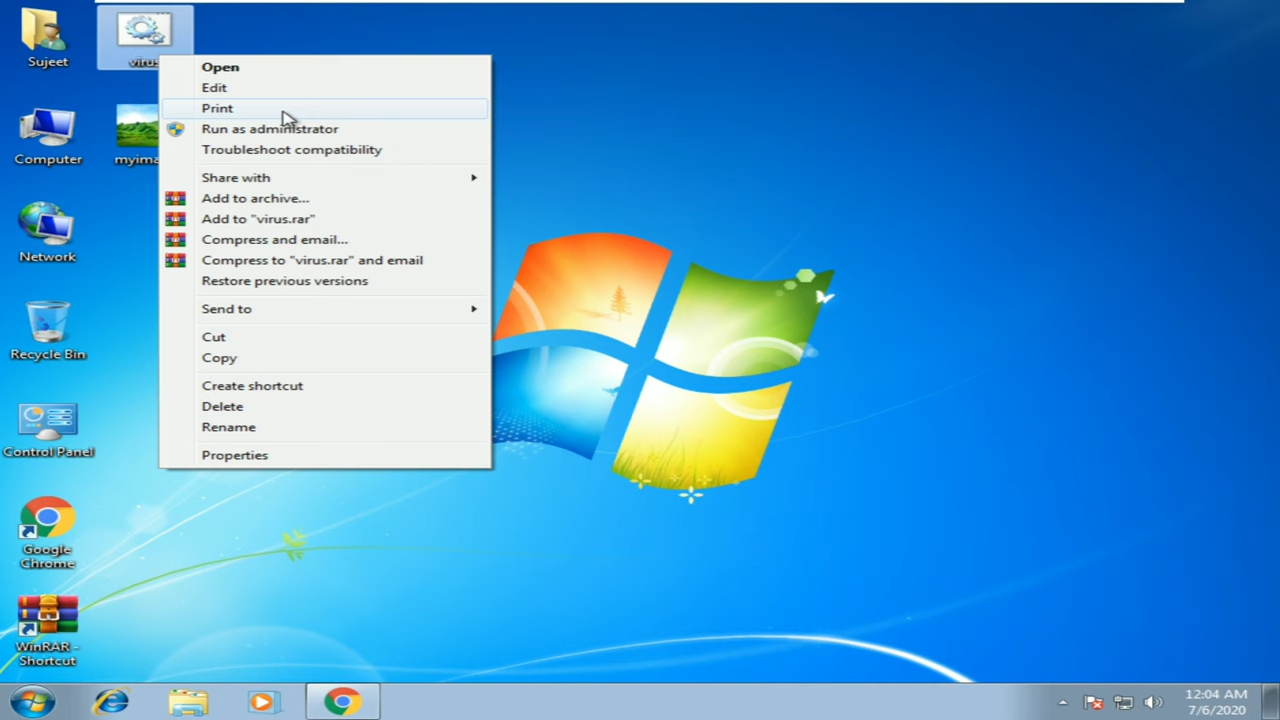 Sujeet
virus
Computer
myima
Network
Recycle Bin
Control Panel
Google
Chrome
WinRAR -
Shortcut
Open
Edit
Print
Run as administrator
Troubleshoot compatibility
Share with
Add to archive...
Add to "virus.rar"
Compress and email...
Compress to "virus.rar" and email
Restore previous versions
Send to
Cut
Copy
Create shortcut
Delete
Rename
Properties
12:04 AM
7/6/2020